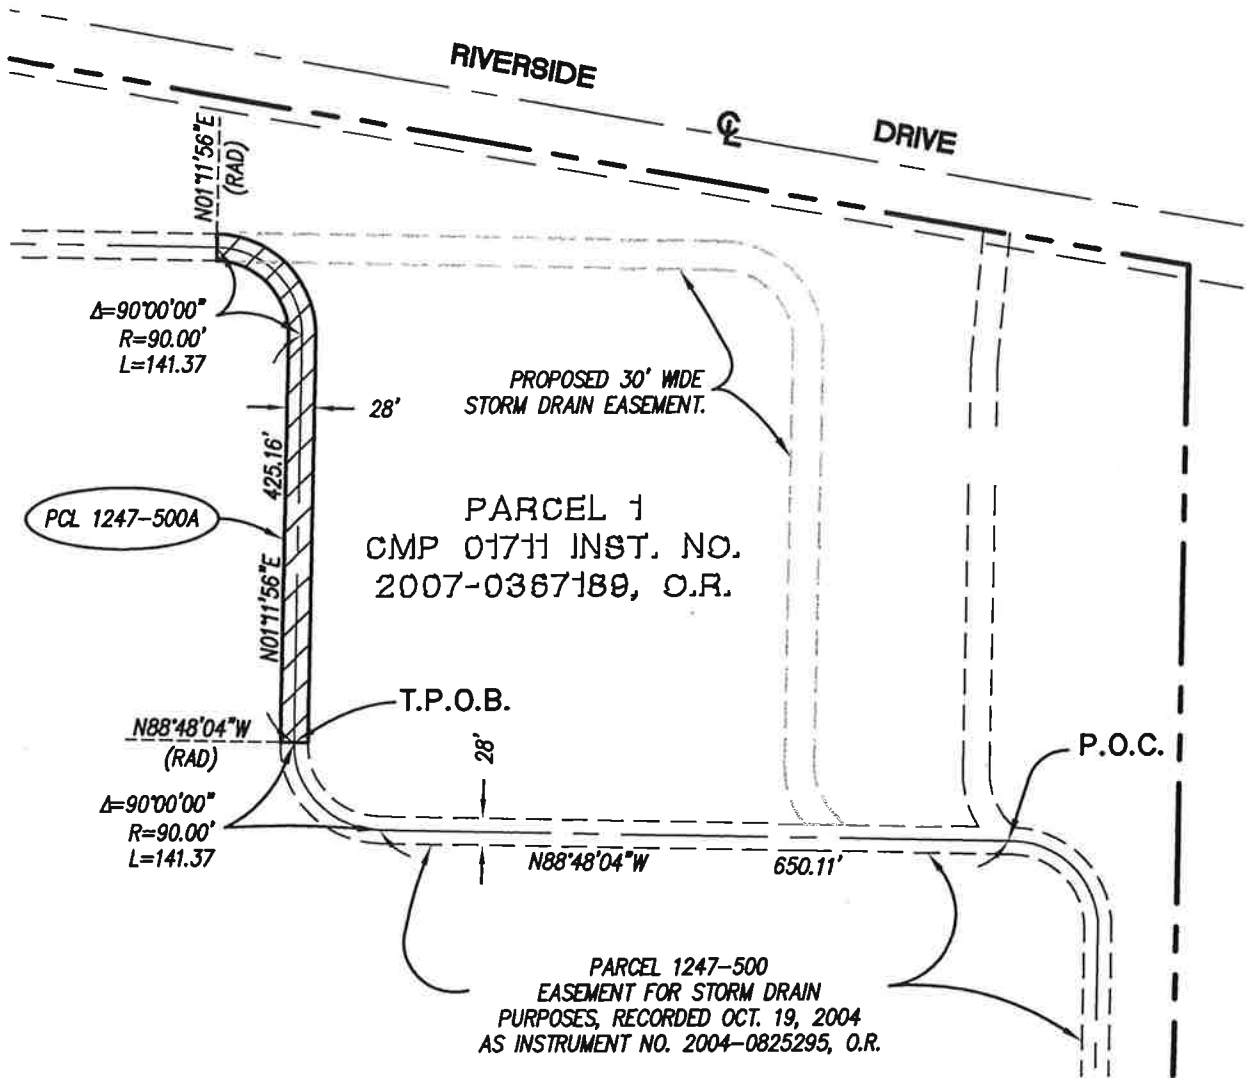 RIVERSIDE
℄
DRIVE
N01°11'56"E
(RAD)
Δ=90°00'00"
R=90.00'
L=141.37
28'
PROPOSED 30' WIDE
STORM DRAIN EASEMENT.
425.16'
N01°11'56"E
PCL 1247-500A
PARCEL 1
CMP 01711 INST. NO.
2007-0367189, O.R.
T.P.O.B.
N88°48'04"W
(RAD)
28'
P.O.C.
Δ=90°00'00"
R=90.00'
L=141.37
N88°48'04"W
650.11'
PARCEL 1247-500
EASEMENT FOR STORM DRAIN
PURPOSES, RECORDED OCT. 19, 2004
AS INSTRUMENT NO. 2004-0825295, O.R.